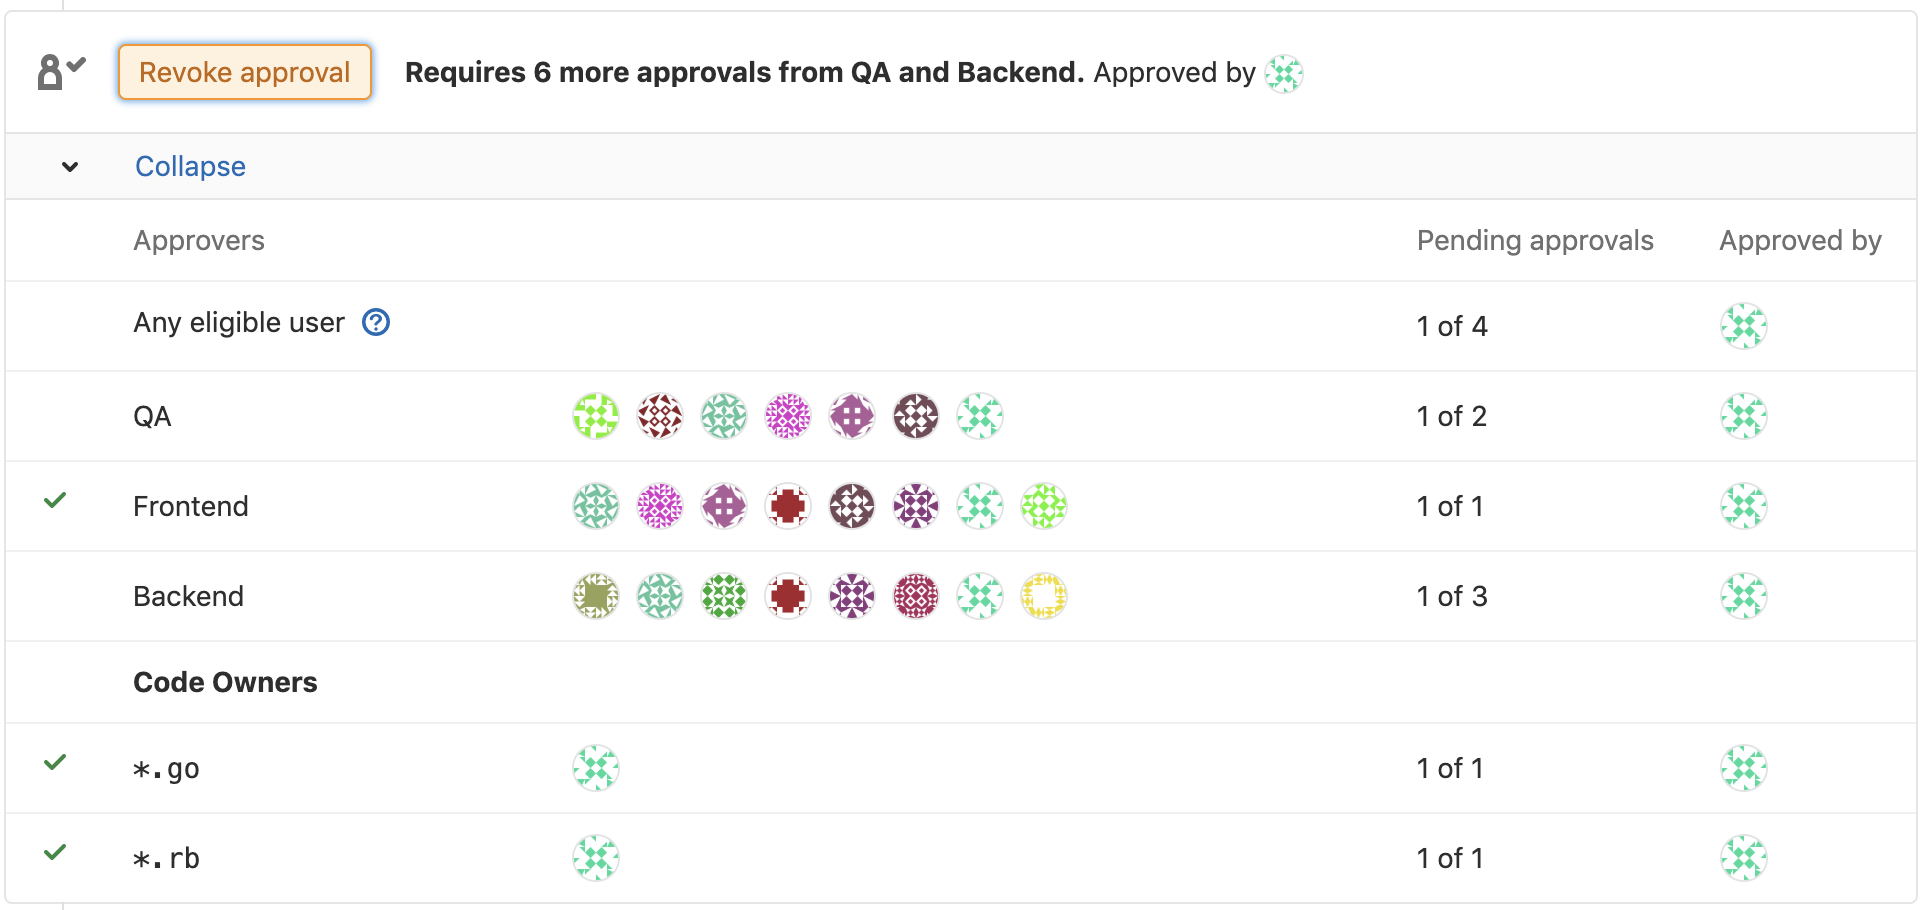 Revoke approval Requires 6 more approvals from QA and Backend. Approved by
Collapse
Approvers Pending approvals Approved by
Any eligible user ? 1 of 4
QA 1 of 2
Frontend 1 of 1
Backend 1 of 3
Code Owners
*.go 1 of 1
*.rb 1 of 1